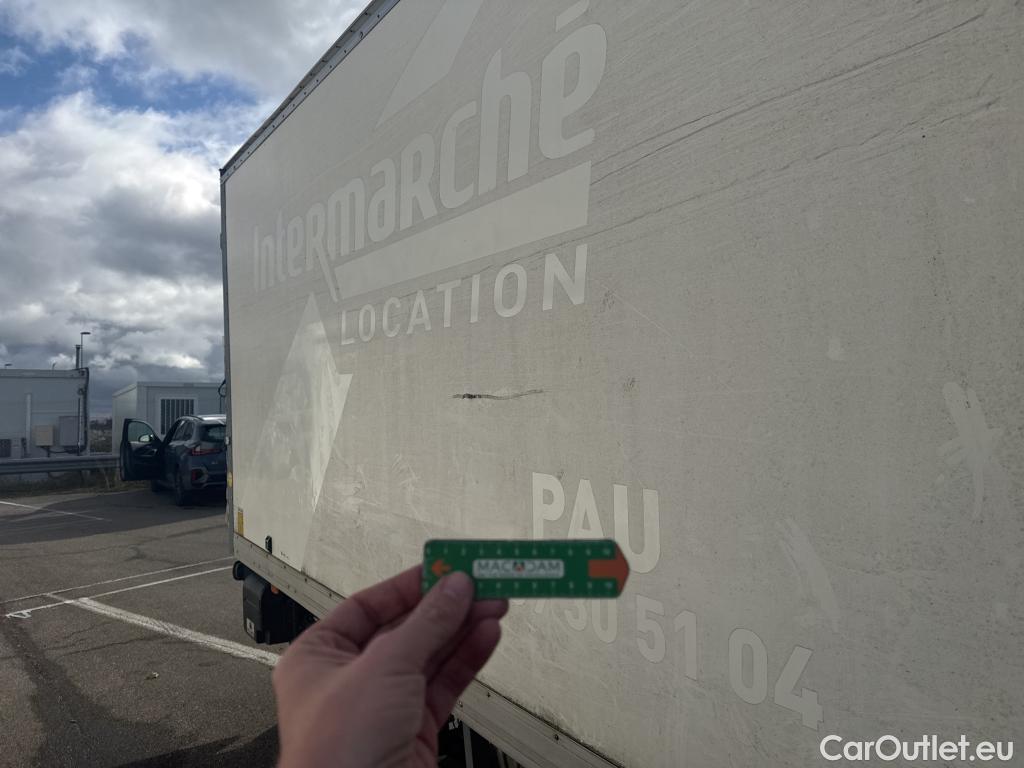 Intermarché
LOCATION
PAU
30 51 04
MACADAM
CarOutlet.eu